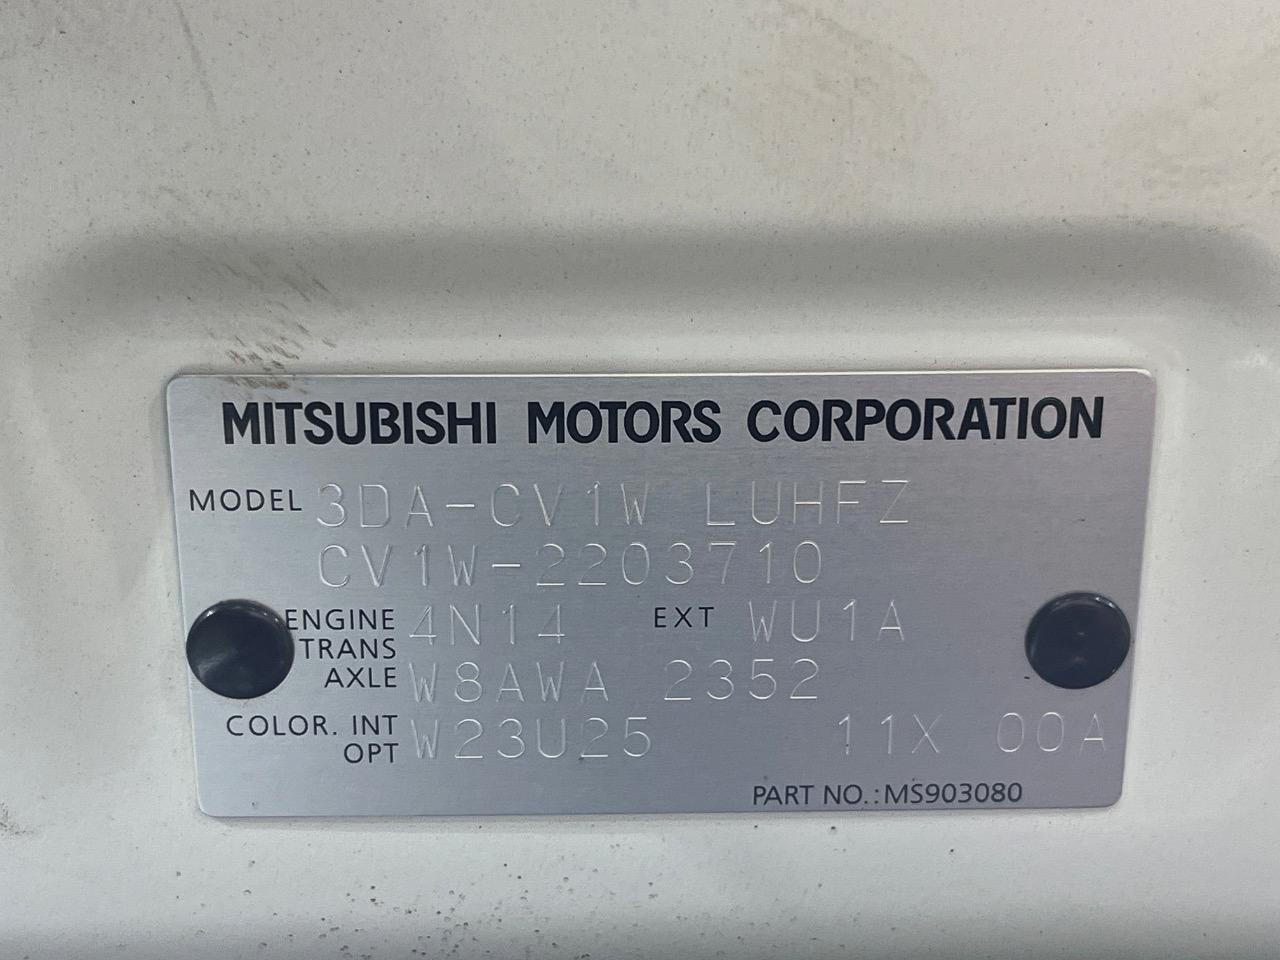 MITSUBISHI MOTORS CORPORATION
MODEL 3DA-CV1W LUHFZ
CV1W-2203710
ENGINE 4N14 EXT WU1A
TRANS
AXLE W8AWA 2352
COLOR. INT
OPT W23U25 11X 00A
PART NO.:MS903080